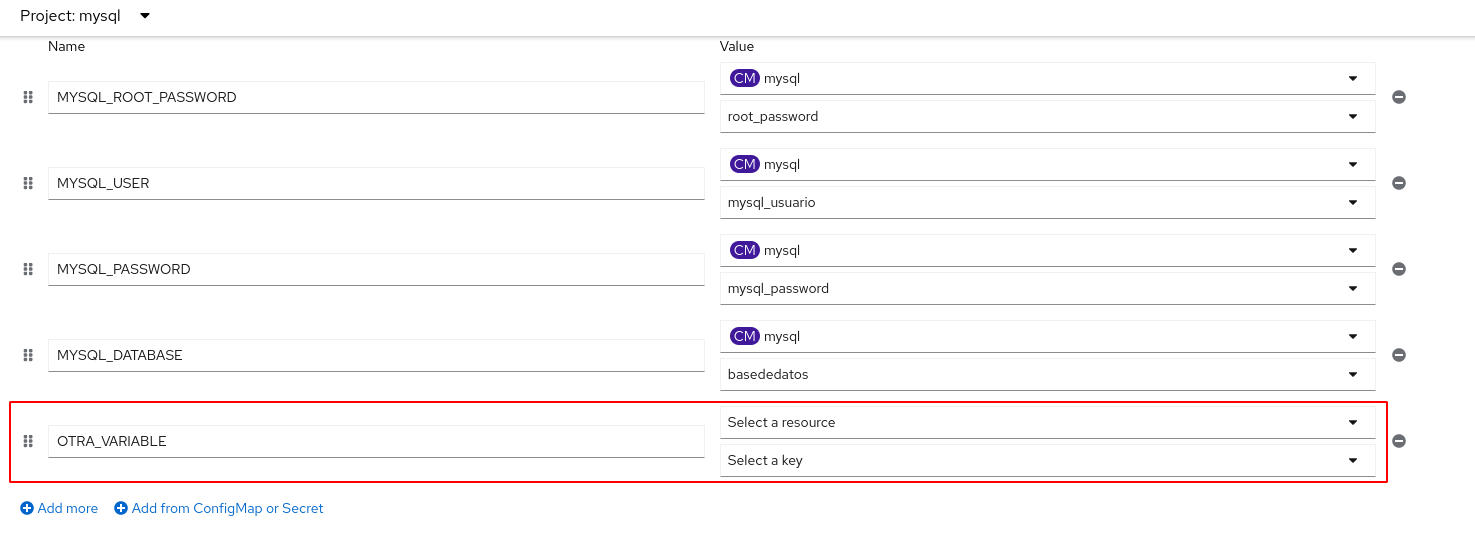 Project: mysql
Name Value
MYSQL_ROOT_PASSWORD
CM mysql
root_password
MYSQL_USER
CM mysql
mysql_usuario
MYSQL_PASSWORD
CM mysql
mysql_password
MYSQL_DATABASE
CM mysql
basededatos
OTRA_VARIABLE
Select a resource
Select a key
Add more Add from ConfigMap or Secret